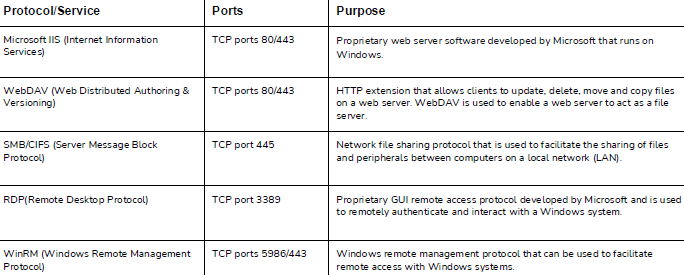 Protocol/Service Ports Purpose
Microsoft IIS (Internet Information TCP ports 80/443 Proprietary web server software developed by Microsoft that runs on
Services) Windows.
WebDAV (Web Distributed Authoring & TCP ports 80/443 HTTP extension that allows clients to update, delete, move and copy files
Versioning) on a web server. WebDAV is used to enable a web server to act as a file
server.
SMB/CIFS (Server Message Block TCP port 445 Network file sharing protocol that is used to facilitate the sharing of files
Protocol) and peripherals between computers on a local network (LAN).
RDP(Remote Desktop Protocol) TCP port 3389 Proprietary GUI remote access protocol developed by Microsoft and is used
to remotely authenticate and interact with a Windows system.
WinRM (Windows Remote Management TCP ports 5986/443 Windows remote management protocol that can be used to facilitate
Protocol) remote access with Windows systems.